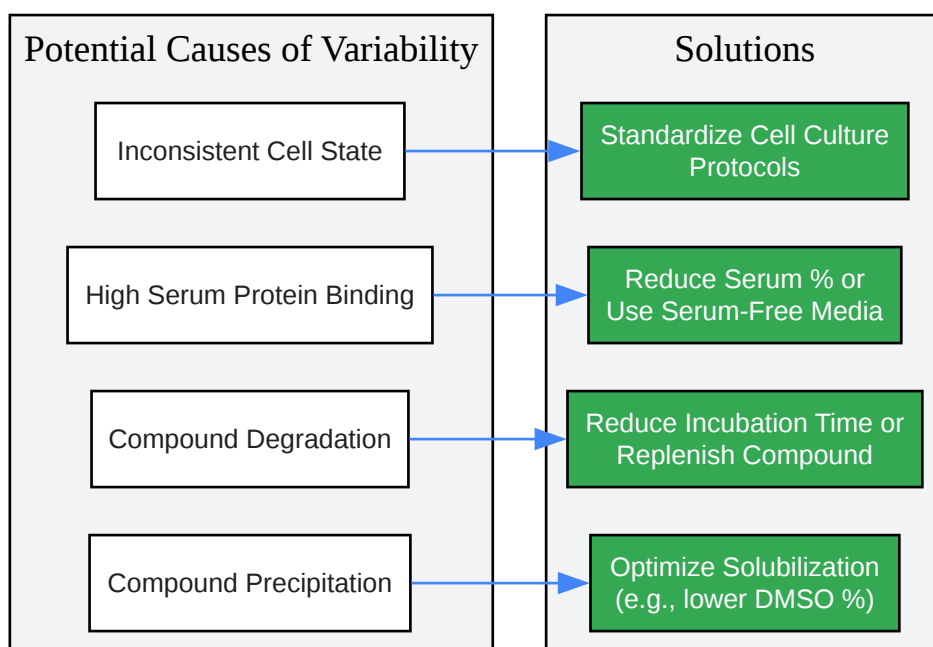 Potential Causes of Variability
Inconsistent Cell State
High Serum Protein Binding
Compound Degradation
Compound Precipitation
Solutions
Standardize Cell Culture
Protocols
Reduce Serum % or
Use Serum-Free Media
Reduce Incubation Time or
Replenish Compound
Optimize Solubilization
(e.g., lower DMSO %)